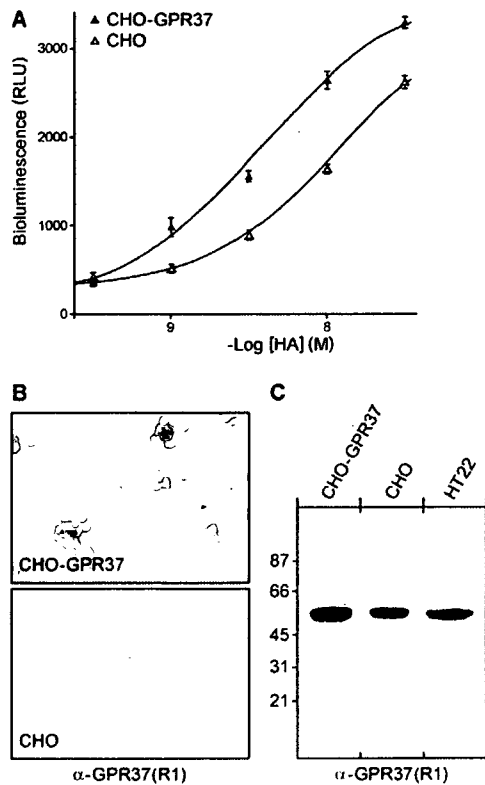 A
▲ CHO-GPR37
△ CHO
Bioluminescence (RLU)
3000
2000
1000
0
9
8
-Log [HA] (M)
B
CHO-GPR37
CHO
α-GPR37(R1)
C
CHO-GPR37
CHO
HT22
87
66
45
31
21
α-GPR37(R1)